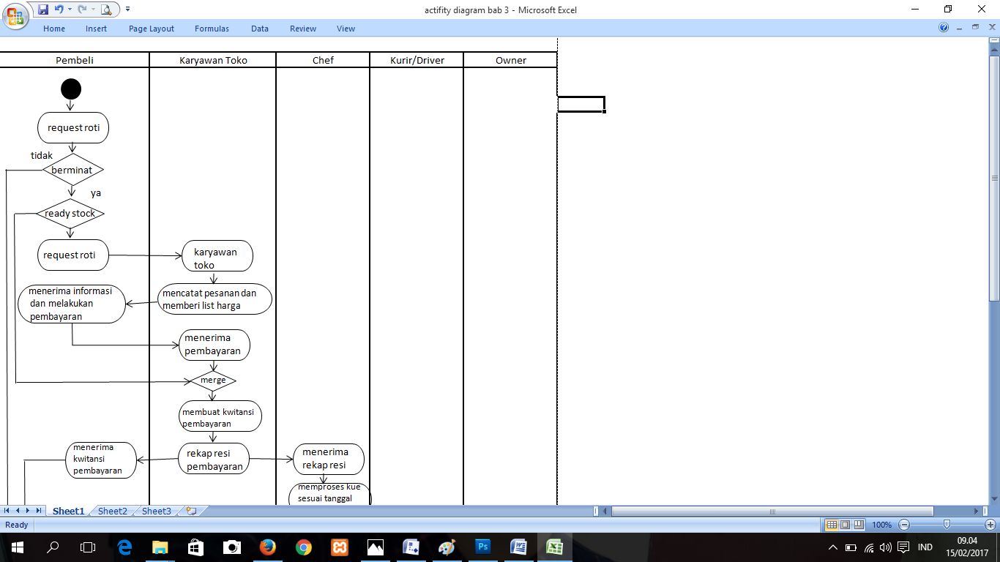 actifity diagram bab 3 - Microsoft Excel
Home Insert Page Layout Formulas Data Review View
Pembeli Karyawan Toko Chef Kurir/Driver Owner
request roti
tidak
berminat
ya
ready stock
request roti
karyawan
toko
menerima informasi
dan melakukan
pembayaran
mencatat pesanan dan
memberi list harga
menerima
pembayaran
merge
membuat kwitansi
pembayaran
menerima
kwitansi
pembayaran
rekap resi
pembayaran
menerima
rekap resi
memproses kue
sesuai tanggal
Sheet1 Sheet2 Sheet3
Ready 100%
IND
09.04
15/02/2017